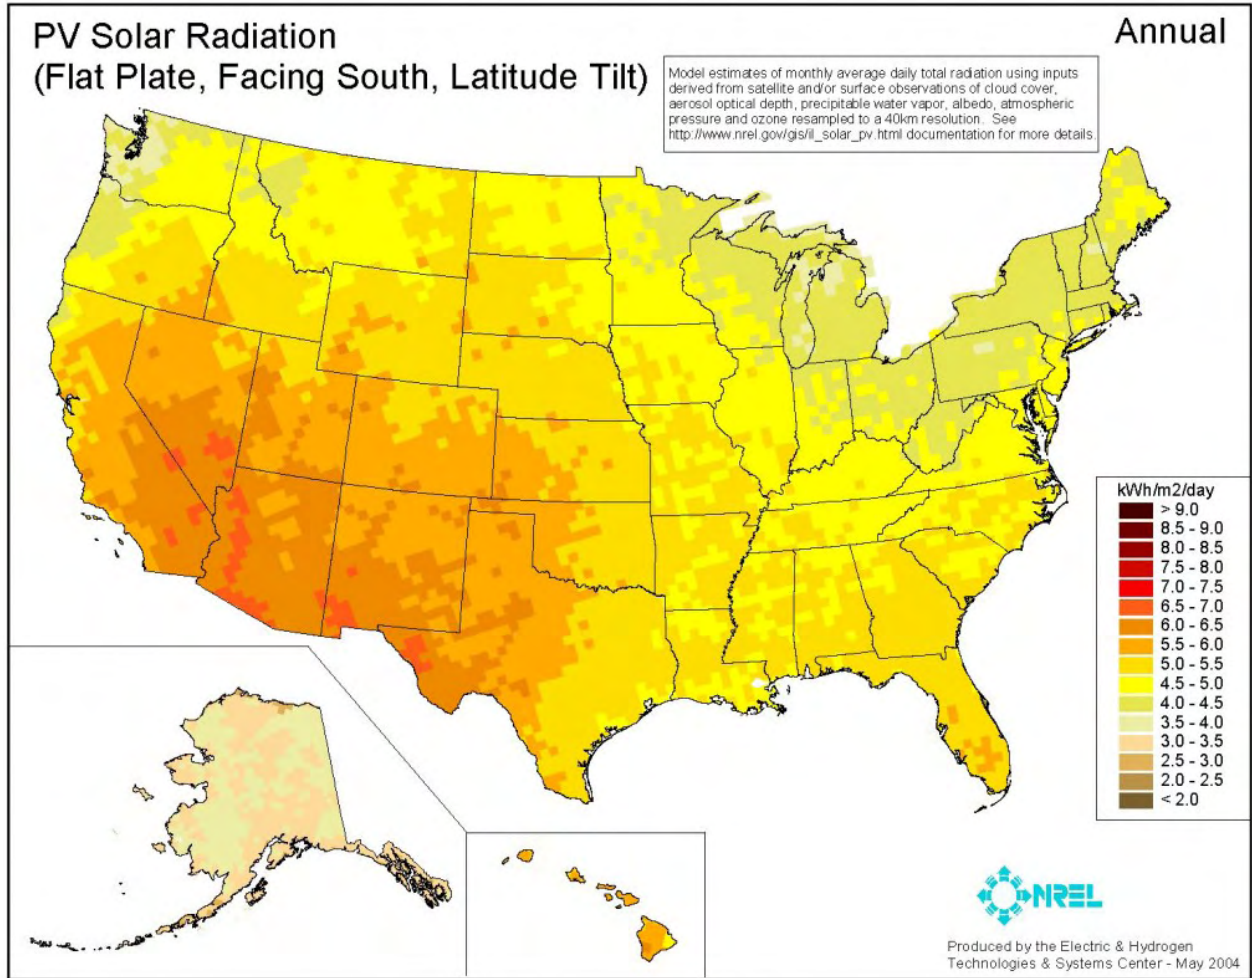 PV Solar Radiation
(Flat Plate, Facing South, Latitude Tilt)
Annual
Model estimates of monthly average daily total radiation using inputs
derived from satellite and/or surface observations of cloud cover,
aerosol optical depth, precipitable water vapor, albedo, atmospheric
pressure and ozone resampled to a 40km resolution. See
http://www.nrel.gov/gis/il_solar_pv.html documentation for more details.
kWh/m2/day
> 9.0
8.5 - 9.0
8.0 - 8.5
7.5 - 8.0
7.0 - 7.5
6.5 - 7.0
6.0 - 6.5
5.5 - 6.0
5.0 - 5.5
4.5 - 5.0
4.0 - 4.5
3.5 - 4.0
3.0 - 3.5
2.5 - 3.0
2.0 - 2.5
< 2.0
NREL
Produced by the Electric & Hydrogen
Technologies & Systems Center - May 2004